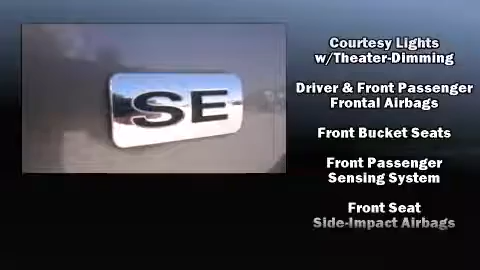 SE
Courtesy Lights
w/Theater-Dimming
Driver & Front Passenger
Frontal Airbags
Front Bucket Seats
Front Passenger
Sensing System
Front Seat
Side-Impact Airbags